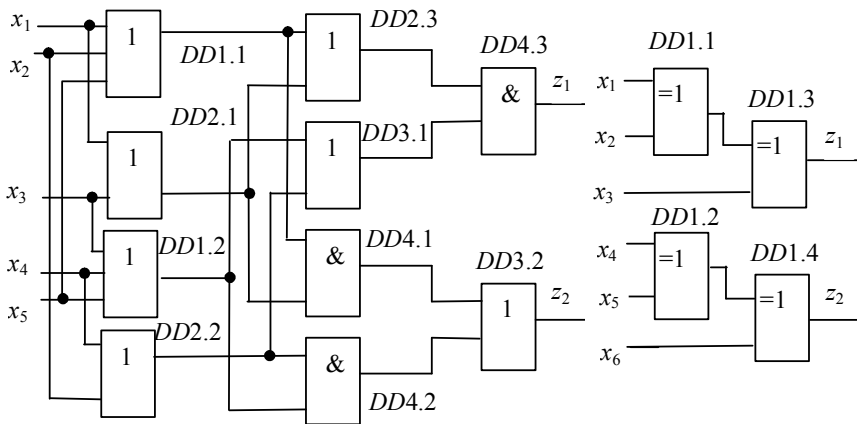 x₁ 1 DD1.1 DD2.3 DD4.3 DD1.1
x₂ 1 & z₁ x₁ =1 DD1.3
DD2.1 DD3.1 x₂ =1 z₁
1 1 x₃
x₃ DD1.2 DD4.1 DD1.2
x₄ 1 & DD3.2 x₄ =1 DD1.4
x₅ DD2.2 1 z₂ x₅ =1 z₂
1 & x₆
DD4.2